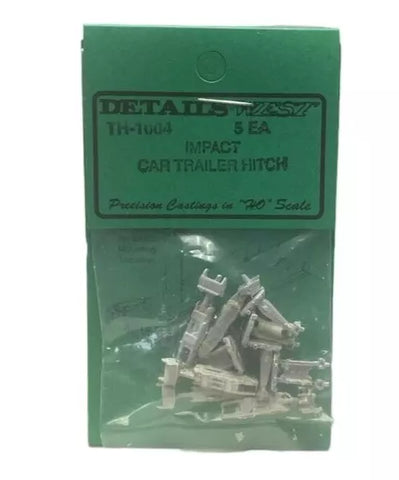 DETAILS WEST
TH-1004 5 EA
IMPACT
CAR TRAILER HITCH
Precision Castings in "HO" Scale